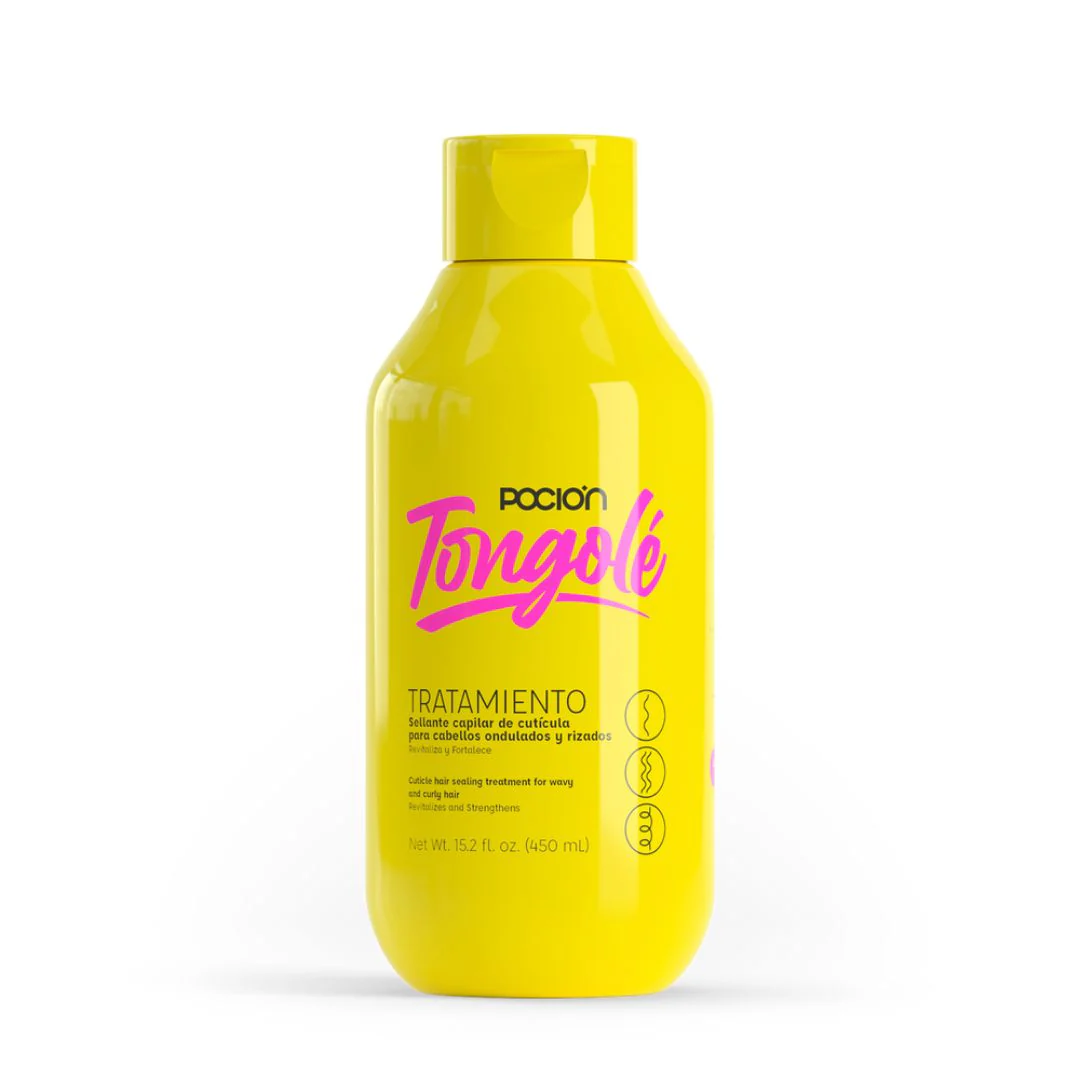 POCIÓN
Tongolé
TRATAMIENTO
Sellante capilar de cutícula
para cabellos ondulados y rizados
Revitaliza y Fortalece
Cuticle hair sealing treatment for wavy
and curly hair
Revitalizes and Strengthens
Net Wt. 15.2 fl. oz. (450 mL)